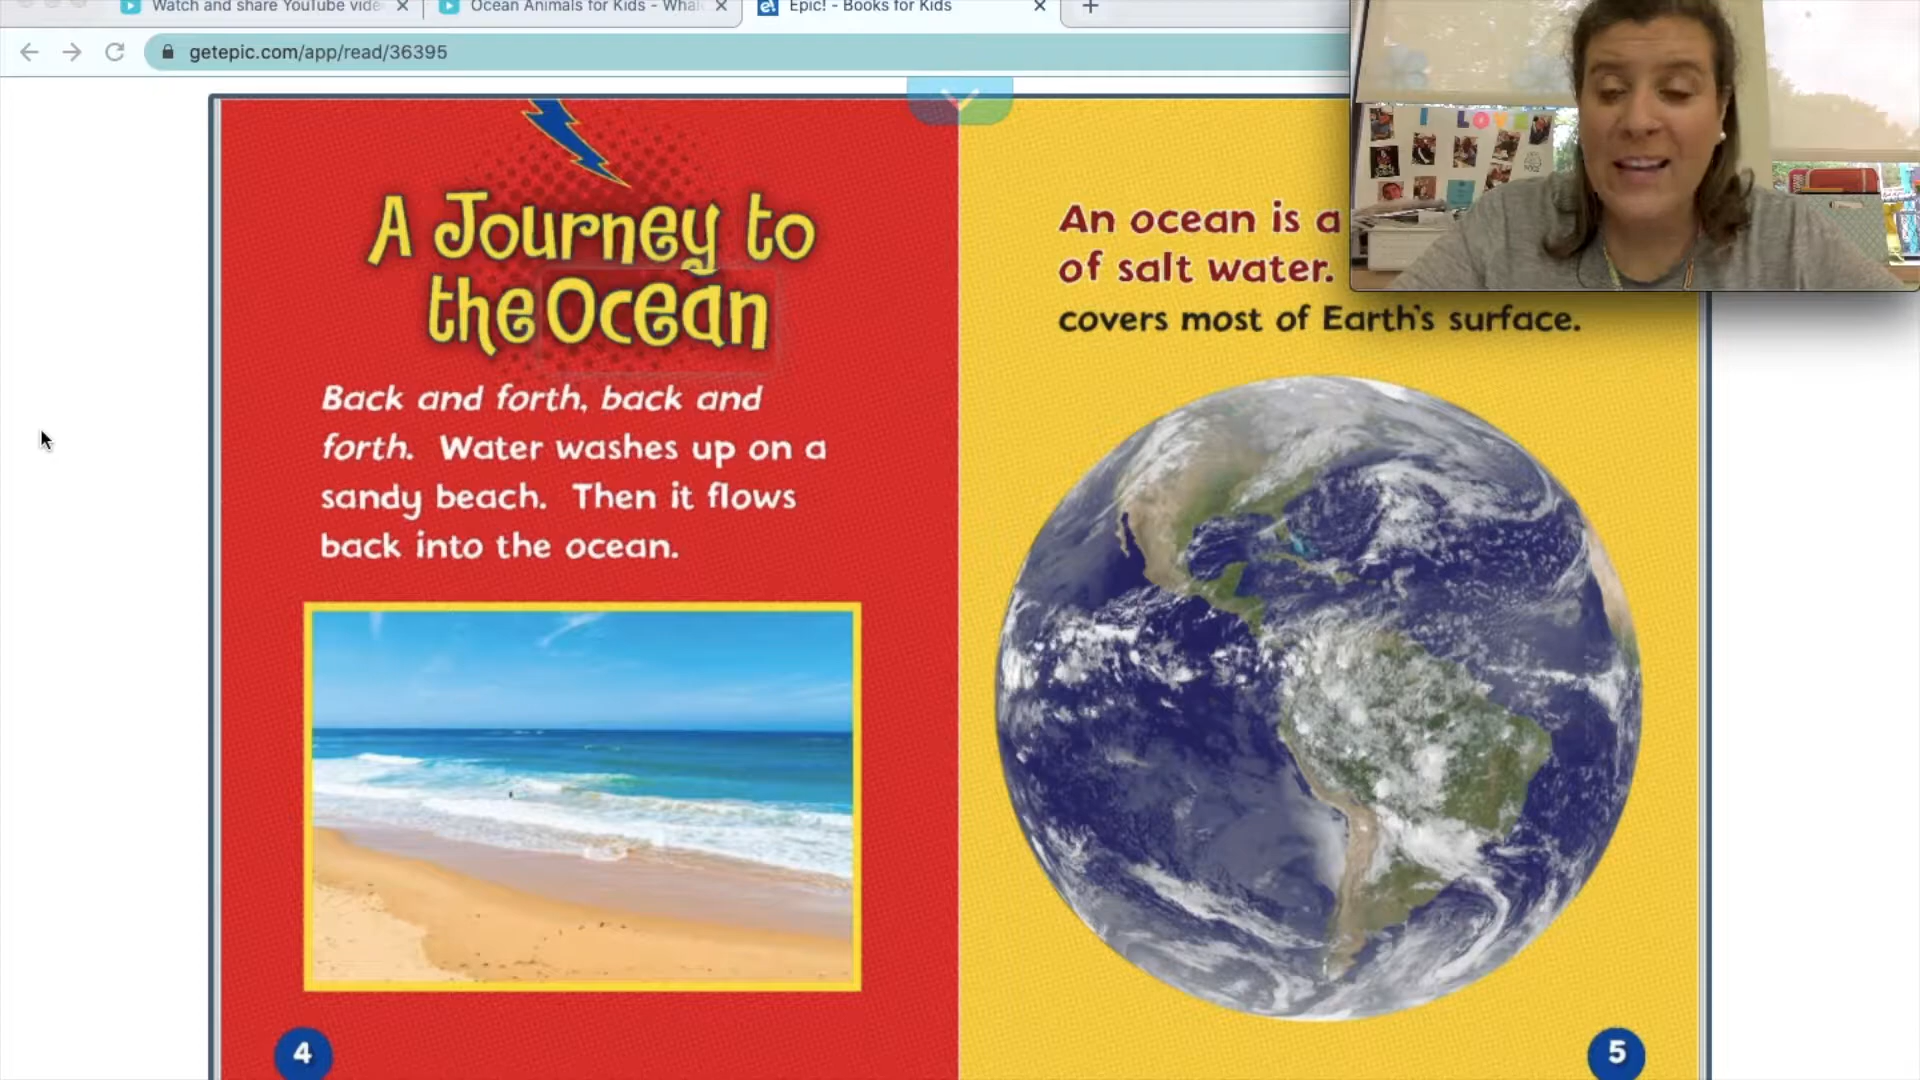 Watch and share YouTube vide
Ocean Animals for Kids - Whal
Epic! - Books for Kids
getepic.com/app/read/36395
A Journey to
the Ocean
Back and forth, back and
forth. Water washes up on a
sandy beach. Then it flows
back into the ocean.
4
An ocean is a
of salt water.
covers most of Earth's surface.
5
I LOVE